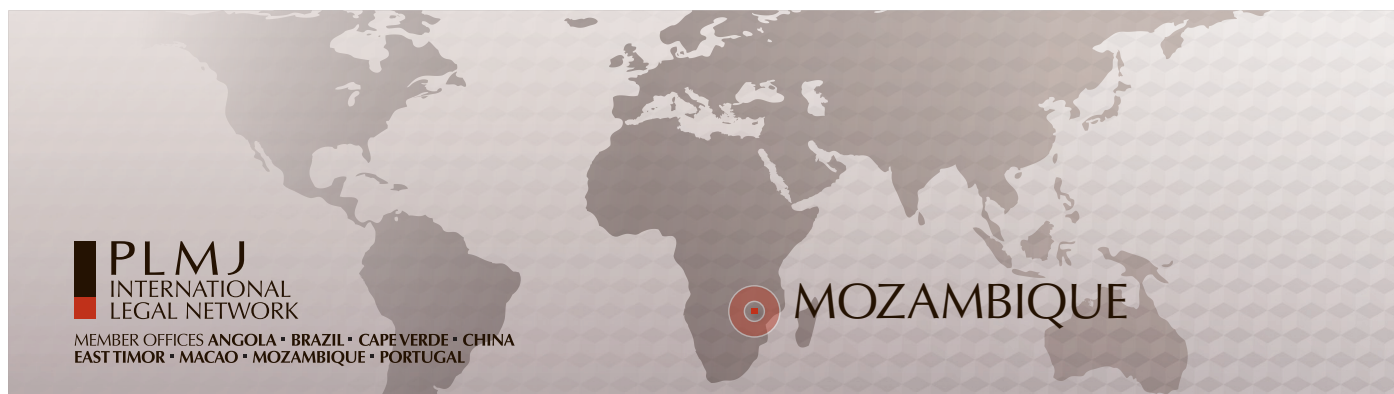 PLMJ
INTERNATIONAL
LEGAL NETWORK
MEMBER OFFICES ANGOLA ▪ BRAZIL ▪ CAPE VERDE ▪ CHINA
EAST TIMOR ▪ MACAO ▪ MOZAMBIQUE ▪ PORTUGAL
MOZAMBIQUE